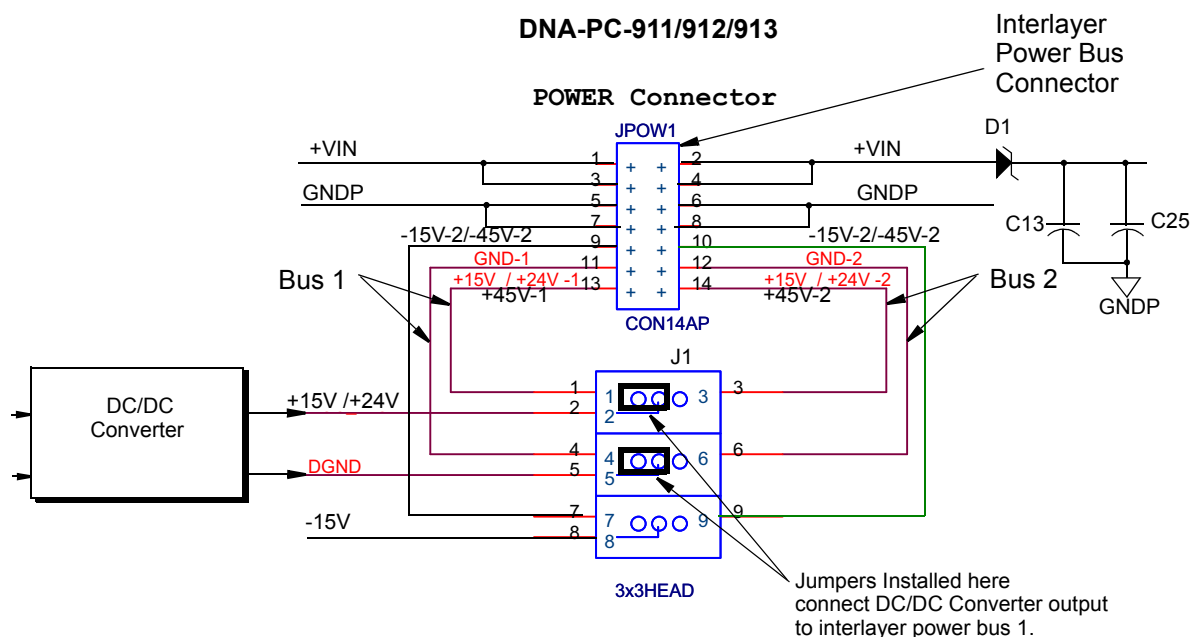 DNA-PC-911/912/913
Interlayer
Power Bus
Connector
POWER Connector
JPOW1
D1
+VIN
1
2
+VIN
3
4
GNDP
5
6
GNDP
7
8
C13
C25
-15V-2/-45V-2
9
10
-15V-2/-45V-2
GND-1
11
12
GND-2
Bus 1
+15V / +24V -1
13
14
+15V / +24V -2
Bus 2
+45V-1
+45V-2
GNDP
CON14AP
J1
DC/DC
Converter
+15V /+24V
1
1
3
3
2
2
DGND
4
4
6
6
5
5
-15V
7
7
9
9
8
8
3x3HEAD
Jumpers Installed here
connect DC/DC Converter output
to interlayer power bus 1.